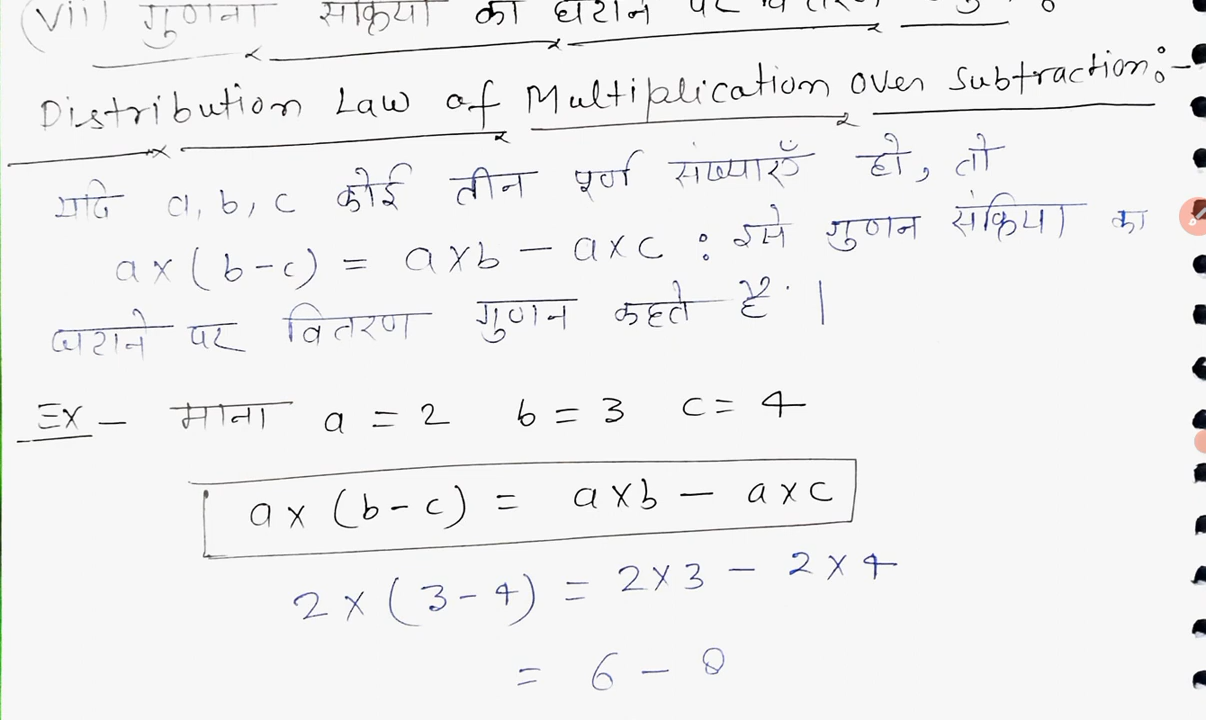 (vii) गुणना संक्रिया का घटाने पर वितरण
Distribution Law of Multiplication over subtraction:-
यदि a, b, c कोई तीन पूर्ण संख्याएँ हो, तो
a × (b-c) = a×b - a×c : इसे गुणन संक्रिया का
घटाने पर वितरण गुणन कहते हैं।
Ex - माना a = 2 b = 3 c = 4
a × (b-c) = a×b - a×c
2 × (3-4) = 2×3 - 2×4
= 6 - 8